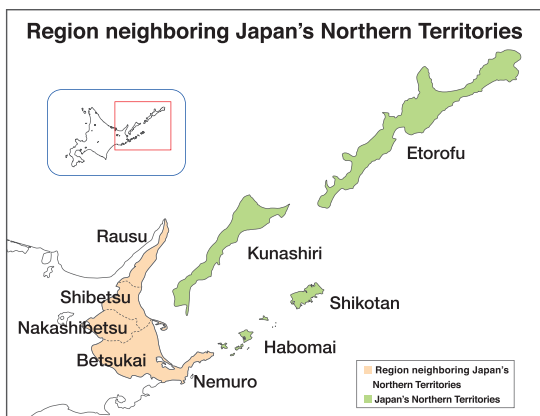 Region neighboring Japan's Northern Territories
Etorofu
Rausu
Kunashiri
Shibetsu
Shikotan
Nakashibetsu
Habomai
Betsukai
Nemuro
Region neighboring Japan's
Northern Territories
Japan's Northern Territories